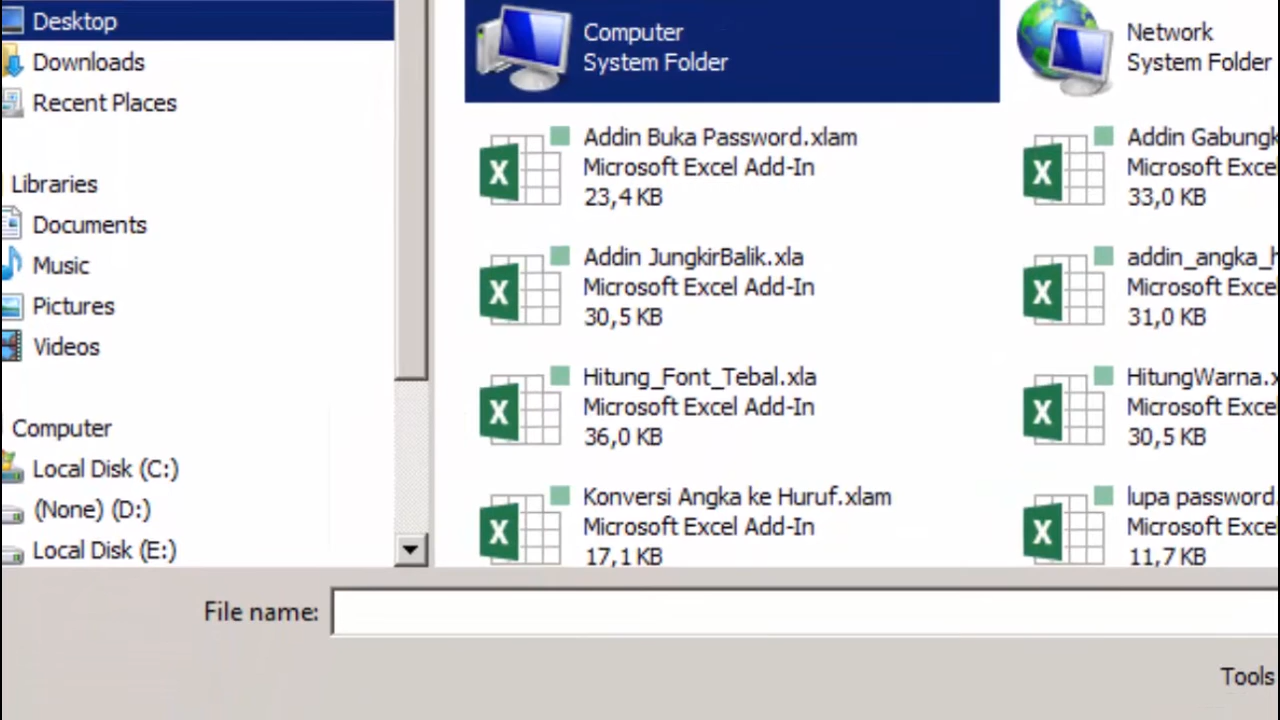 Desktop
Downloads
Recent Places
Libraries
Documents
Music
Pictures
Videos
Computer
Local Disk (C:)
(None) (D:)
Local Disk (E:)
Computer
System Folder
Network
System Folder
Addin Buka Password.xlam
Microsoft Excel Add-In
23,4 KB
Addin Gabungk
Microsoft Exce
33,0 KB
Addin JungkirBalik.xla
Microsoft Excel Add-In
30,5 KB
addin_angka_h
Microsoft Exce
31,0 KB
Hitung_Font_Tebal.xla
Microsoft Excel Add-In
36,0 KB
HitungWarna.x
Microsoft Exce
30,5 KB
Konversi Angka ke Huruf.xlam
Microsoft Excel Add-In
17,1 KB
lupa password.
Microsoft Exce
11,7 KB
File name:
Tools